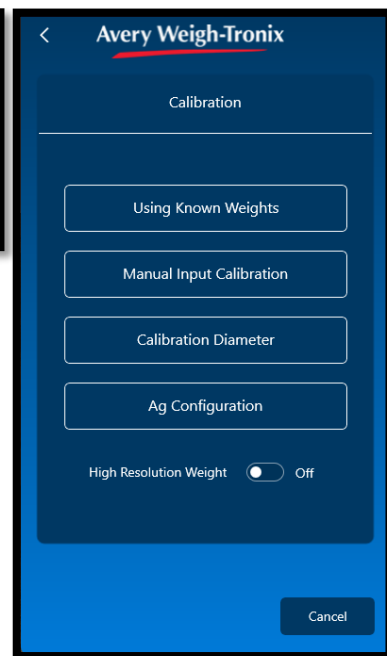 Avery Weigh-Tronix
Calibration
Using Known Weights
Manual Input Calibration
Calibration Diameter
Ag Configuration
High Resolution Weight Off
Cancel